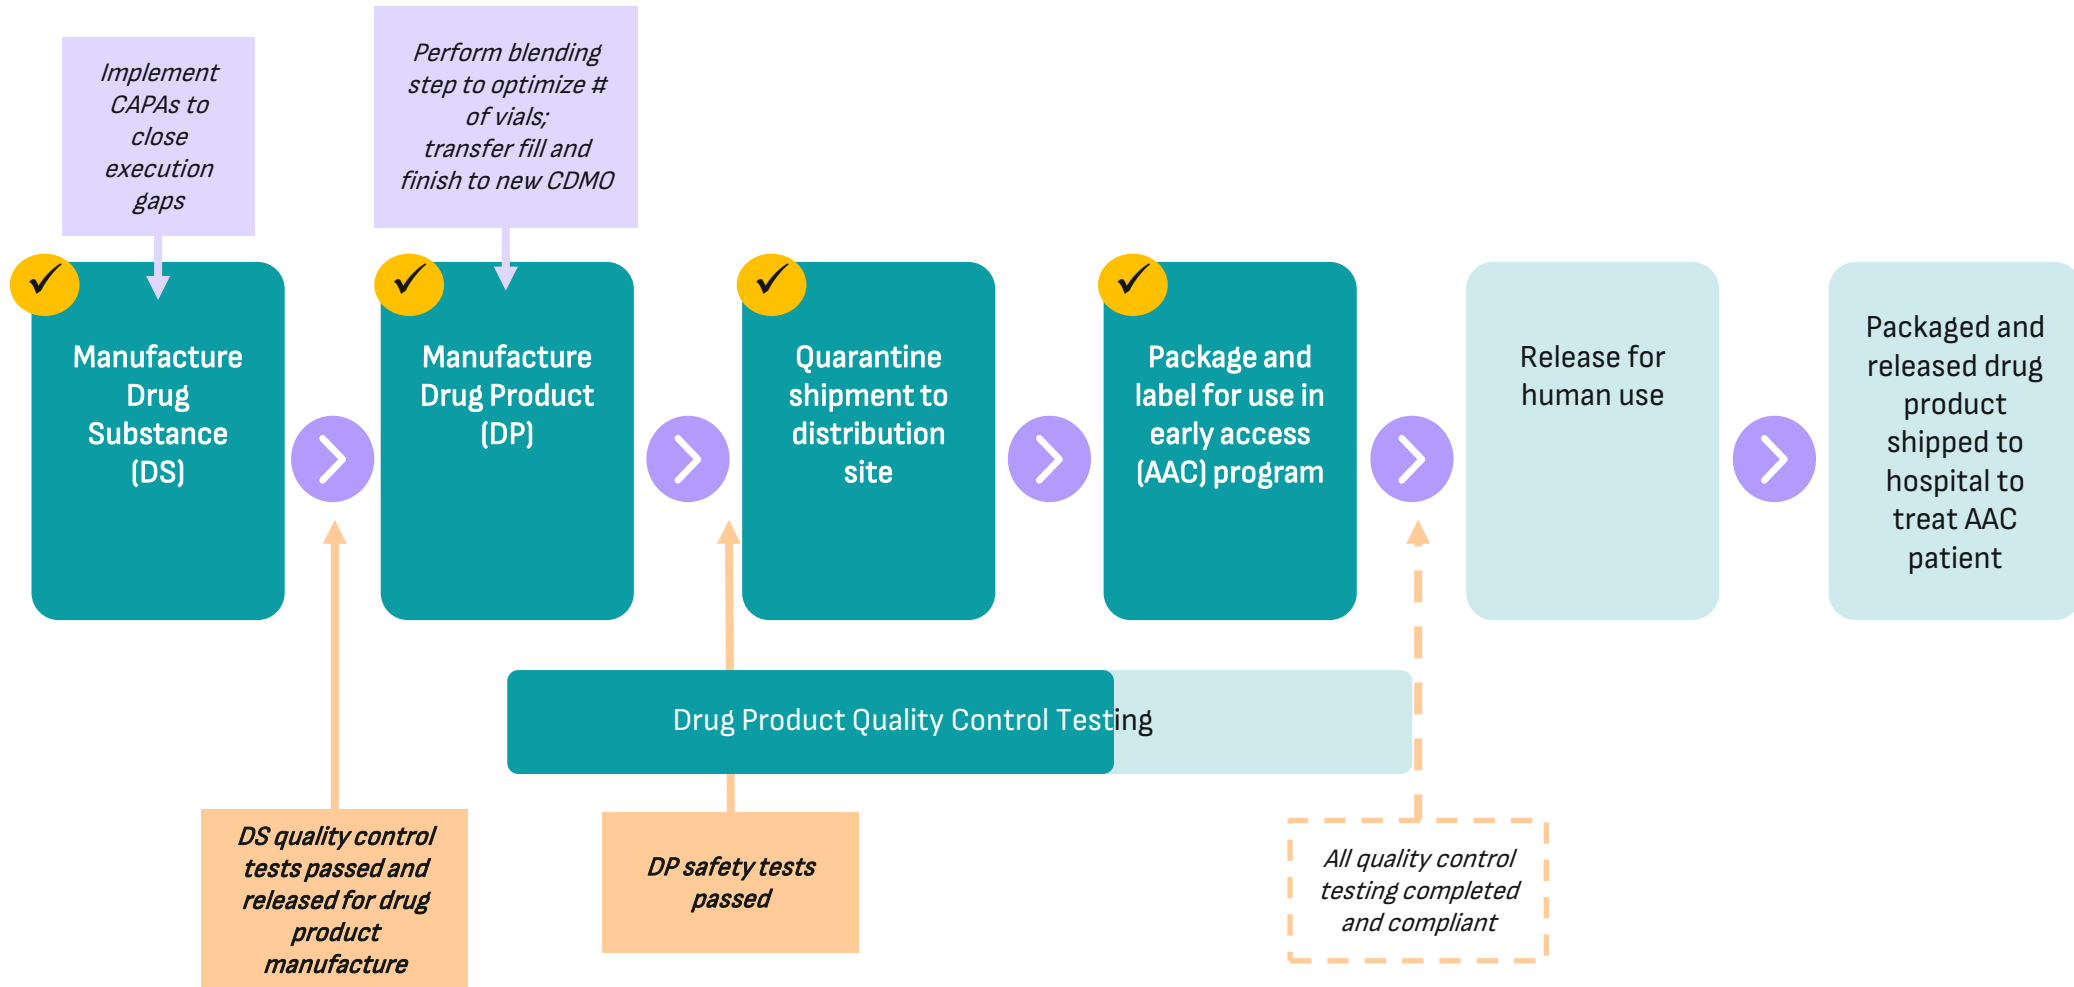 Implement
CAPAs to
close
execution
gaps
Perform blending
step to optimize #
of vials;
transfer fill and
finish to new CDMO
Manufacture
Drug
Substance
(DS)
Manufacture
Drug Product
(DP)
Quarantine
shipment to
distribution
site
Package and
label for use in
early access
(AAC) program
Release for
human use
Packaged and
released drug
product
shipped to
hospital to
treat AAC
patient
Drug Product Quality Control Testing
DS quality control
tests passed and
released for drug
product
manufacture
DP safety tests
passed
All quality control
testing completed
and compliant